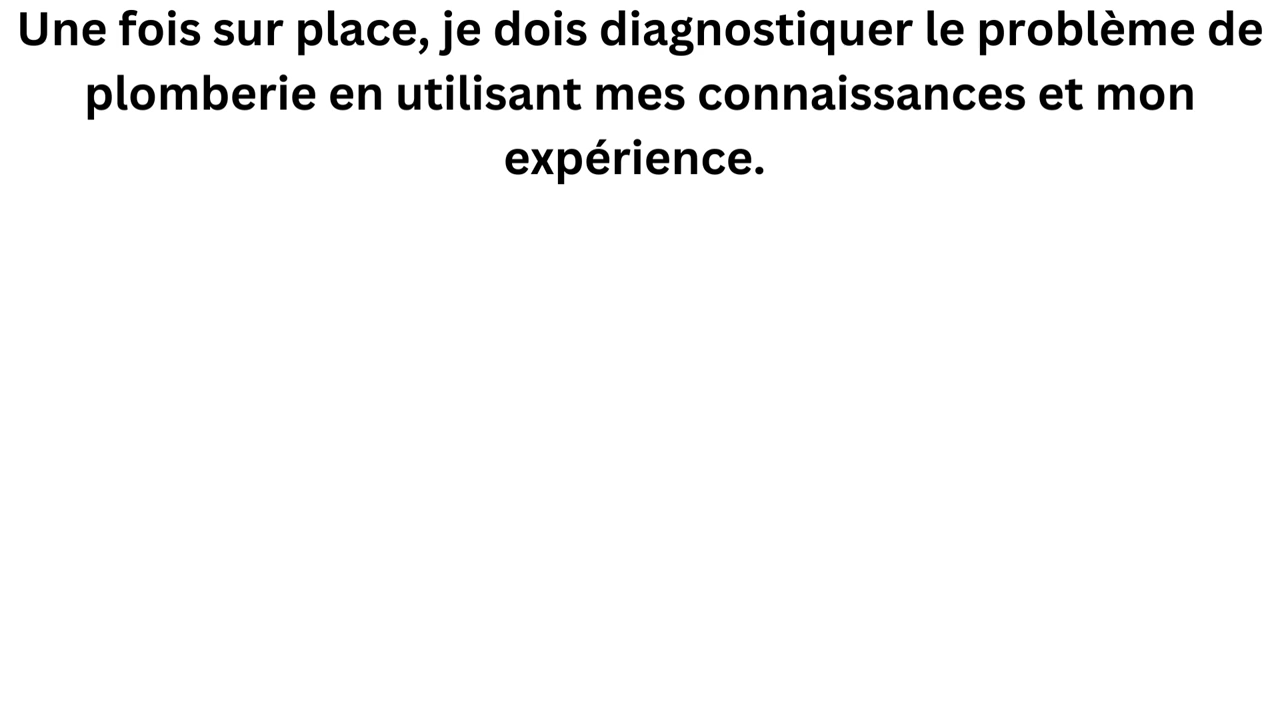 Une fois sur place, je dois diagnostiquer le problème de
plomberie en utilisant mes connaissances et mon
expérience.